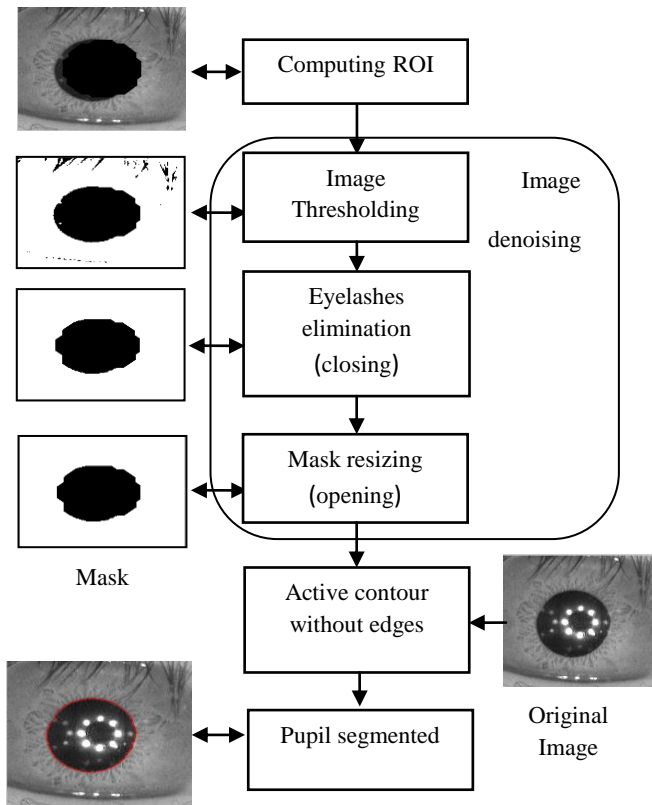 Computing ROI
Image
Thresholding
Image
denoising
Eyelashes
elimination
(closing)
Mask resizing
(opening)
Mask
Active contour
without edges
Original
Image
Pupil segmented